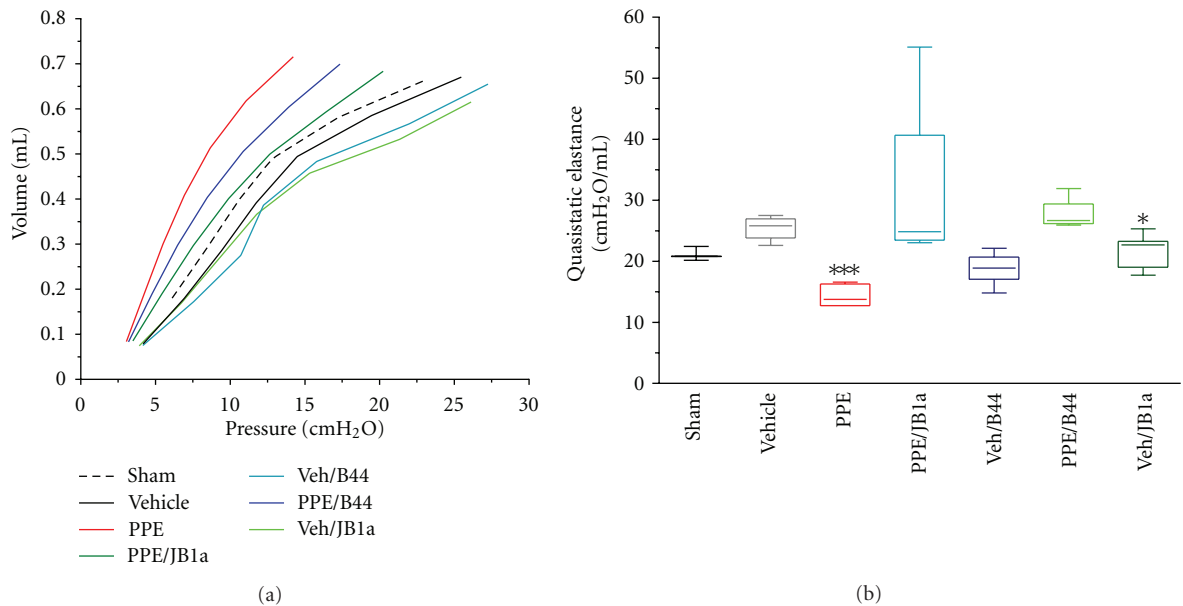 0.8
0.7
0.6
0.5
0.4
0.3
0.2
0.1
0
Volume (mL)
0 5 10 15 20 25 30
Pressure (cmH₂O)
Sham
Vehicle
PPE
PPE/JB1a
Veh/B44
PPE/B44
Veh/JB1a
(a)
60
50
40
30
20
10
0
Quasistatic elastance
(cmH₂O/mL)
***
*
Sham
Vehicle
PPE
PPE/JB1a
Veh/B44
PPE/B44
Veh/JB1a
(b)